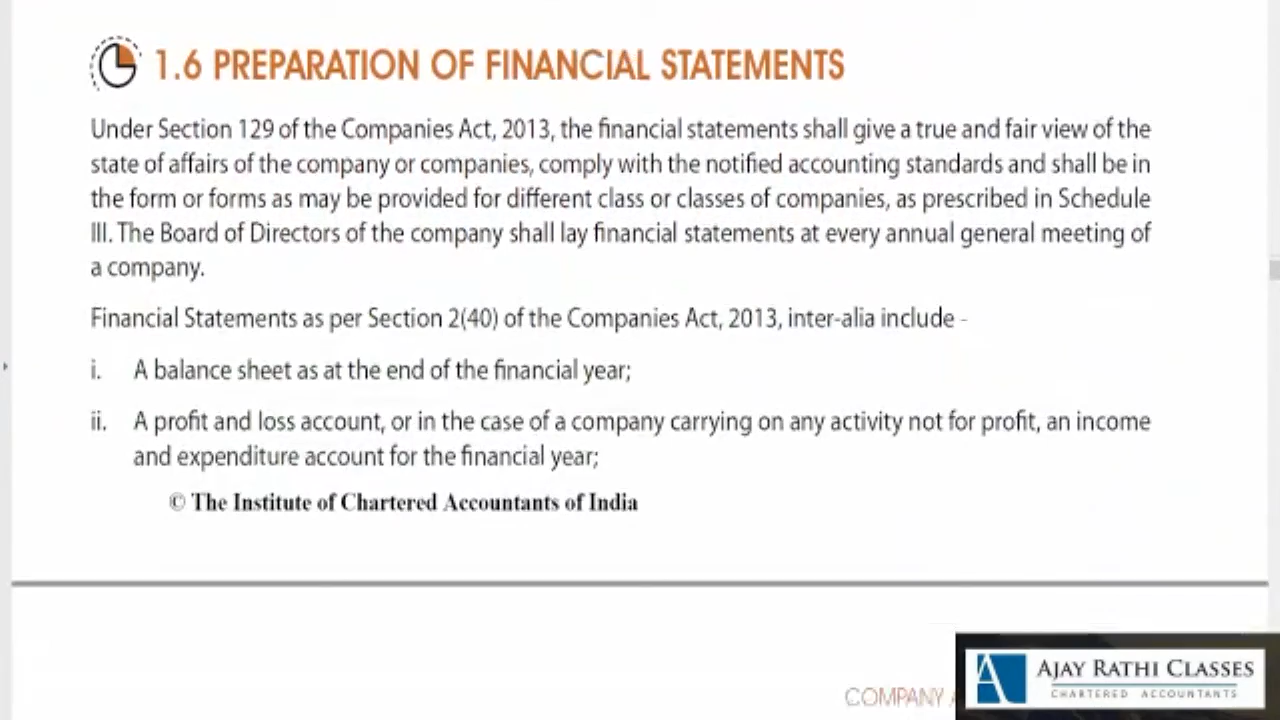 1.6 PREPARATION OF FINANCIAL STATEMENTS
Under Section 129 of the Companies Act, 2013, the financial statements shall give a true and fair view of the
state of affairs of the company or companies, comply with the notified accounting standards and shall be in
the form or forms as may be provided for different class or classes of companies, as prescribed in Schedule
III. The Board of Directors of the company shall lay financial statements at every annual general meeting of
a company.
Financial Statements as per Section 2(40) of the Companies Act, 2013, inter-alia include -
i. A balance sheet as at the end of the financial year;
ii. A profit and loss account, or in the case of a company carrying on any activity not for profit, an income
and expenditure account for the financial year;
© The Institute of Chartered Accountants of India
COMPANY
AJAY RATHI CLASSES
CHARTERED ACCOUNTANTS